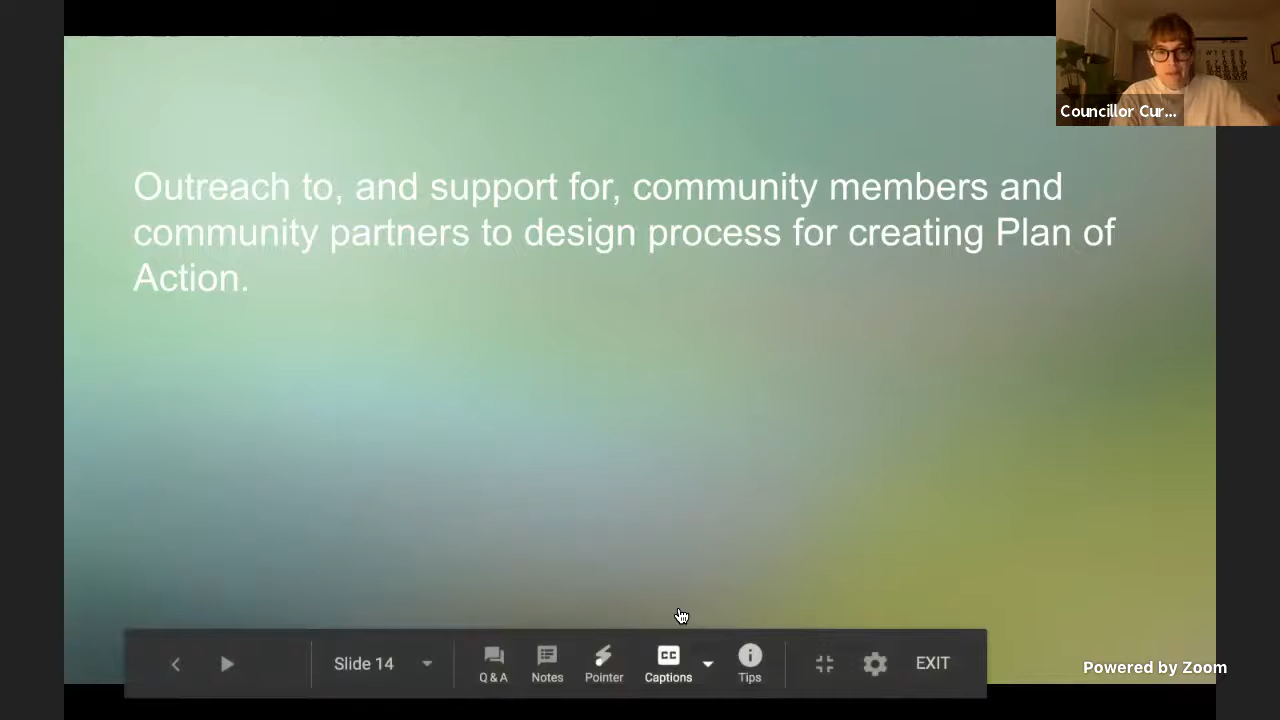 Councillor Cur...
Outreach to, and support for, community members and
community partners to design process for creating Plan of
Action.
Slide 14
Q & A
Notes
Pointer
CC
Captions
Tips
EXIT
Powered by Zoom